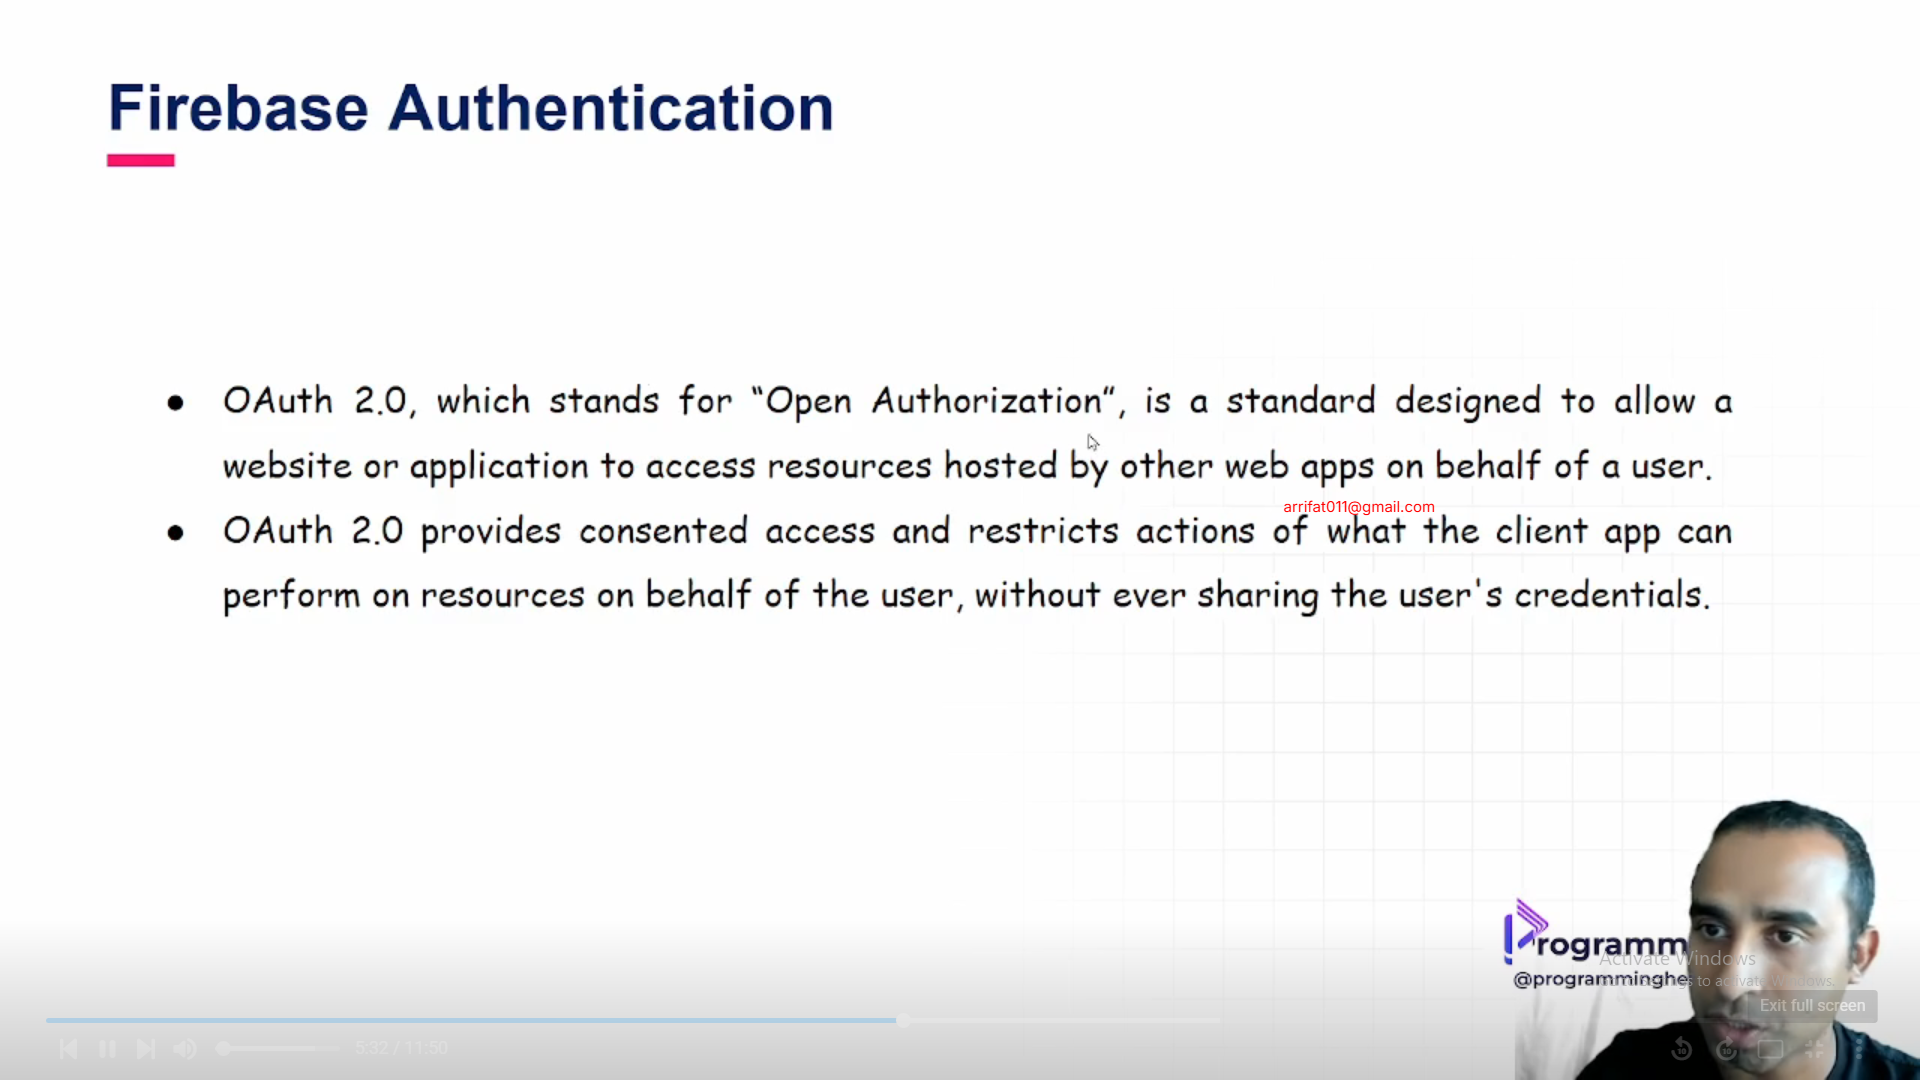 Firebase Authentication
● OAuth 2.0, which stands for “Open Authorization”, is a standard designed to allow a
website or application to access resources hosted by other web apps on behalf of a user.
arrifat011@gmail.com
● OAuth 2.0 provides consented access and restricts actions of what the client app can
perform on resources on behalf of the user, without ever sharing the user's credentials.
Programm
@programminghe
Activate Windows
to activate Windows.
Exit full screen
5:32 / 11:50
10
10